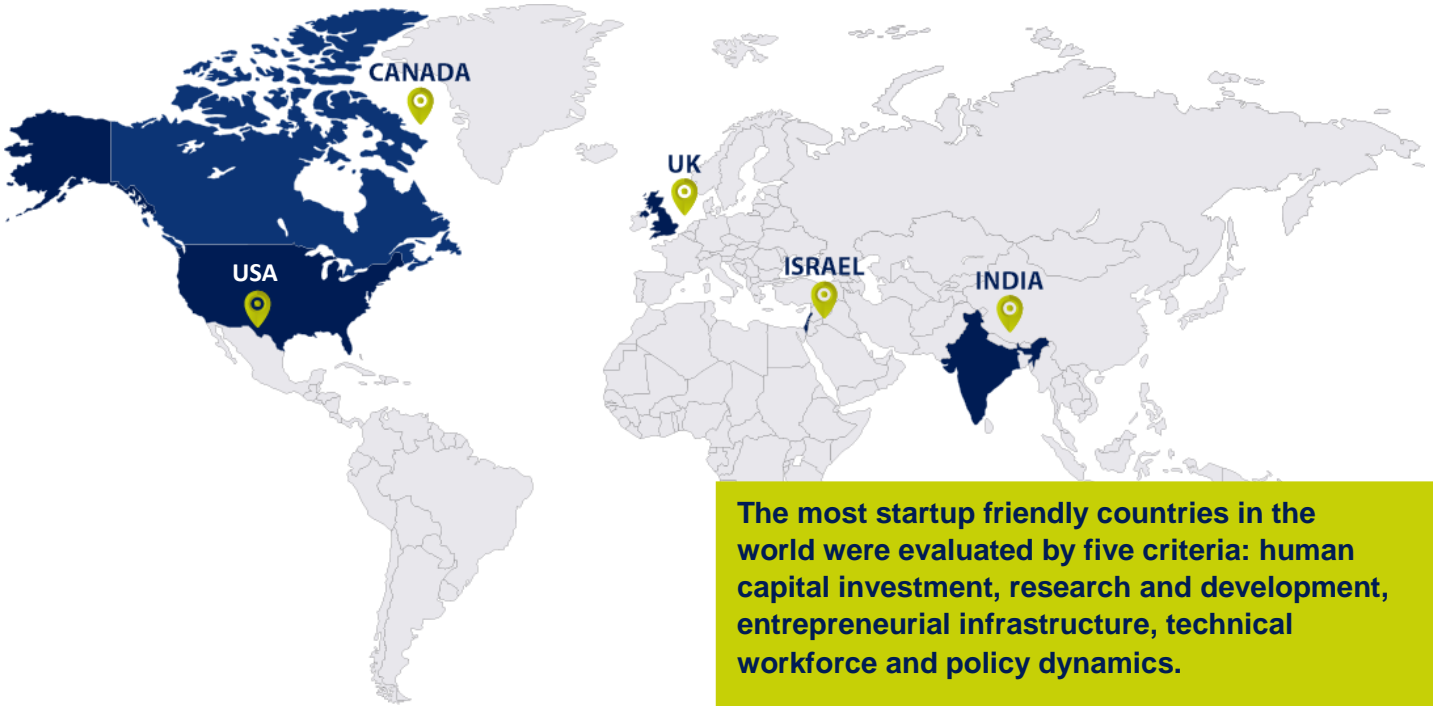 CANADA
UK
USA
ISRAEL
INDIA
The most startup friendly countries in the
world were evaluated by five criteria: human
capital investment, research and development,
entrepreneurial infrastructure, technical
workforce and policy dynamics.